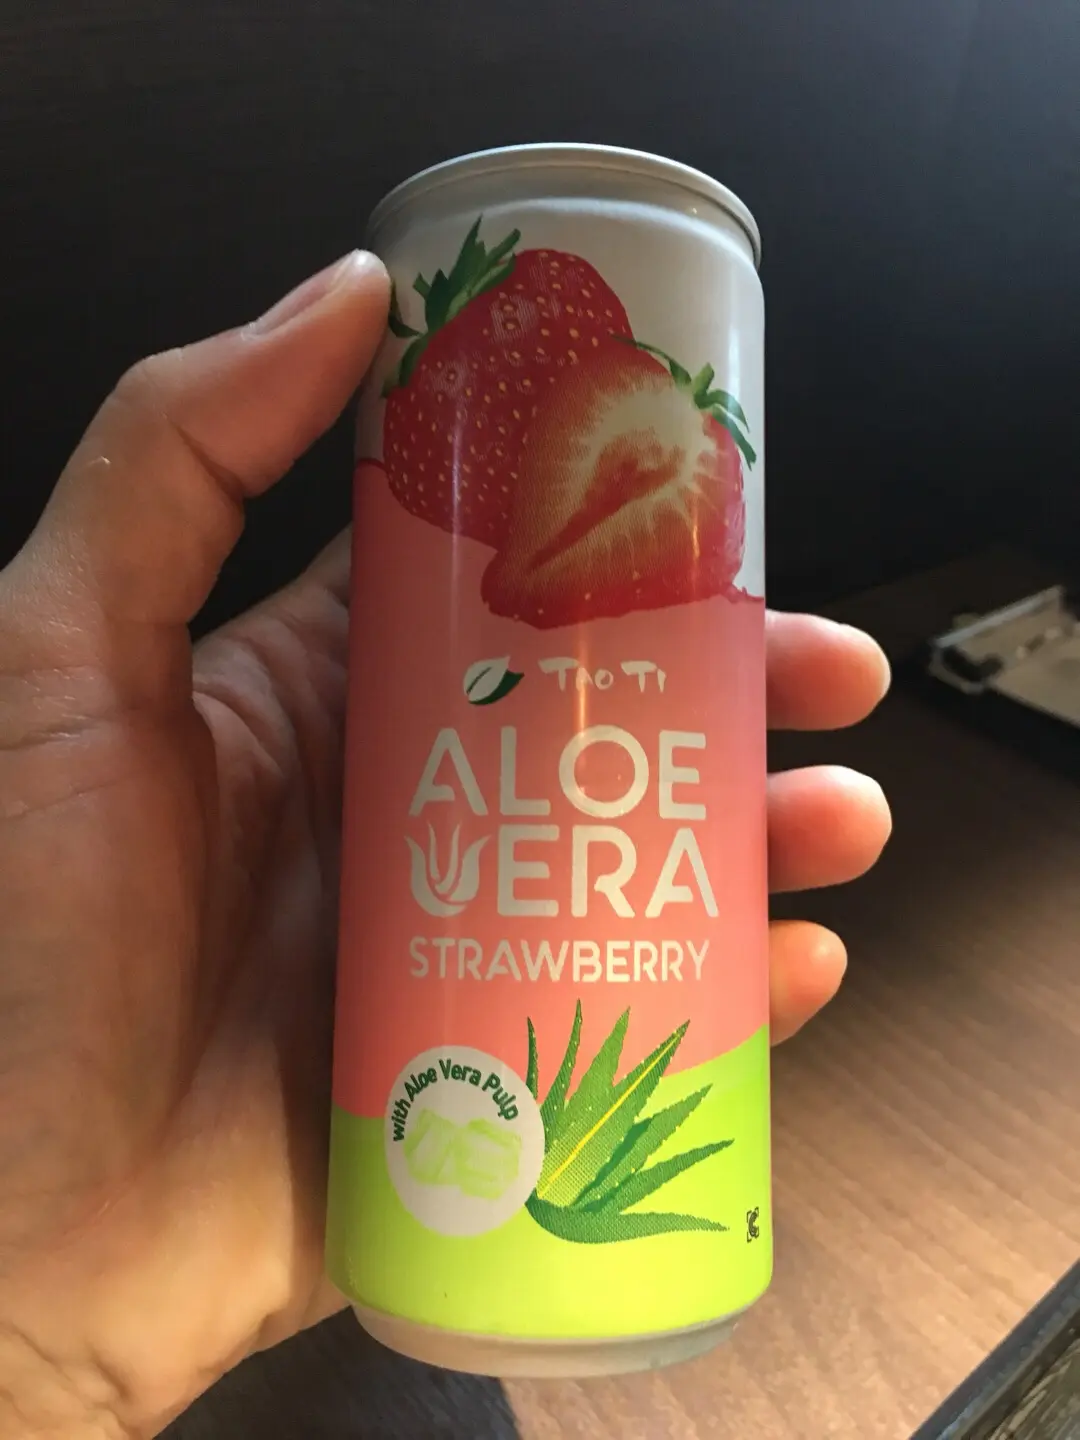 Tao Ti
ALOE
VERA
STRAWBERRY
with Aloe Vera Pulp